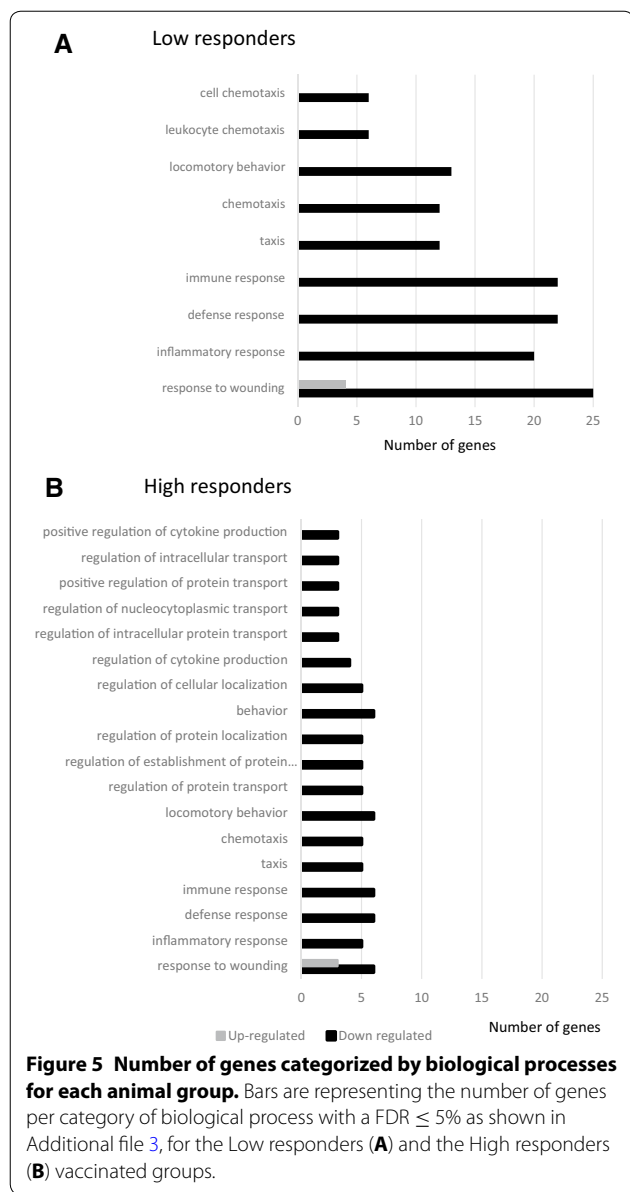 A
Low responders
cell chemotaxis
leukocyte chemotaxis
locomotory behavior
chemotaxis
taxis
immune response
defense response
inflammatory response
response to wounding
0 5 10 15 20 25
Number of genes
B
High responders
positive regulation of cytokine production
regulation of intracellular transport
positive regulation of protein transport
regulation of nucleocytoplasmic transport
regulation of intracellular protein transport
regulation of cytokine production
regulation of cellular localization
behavior
regulation of protein localization
regulation of establishment of protein...
regulation of protein transport
locomotory behavior
chemotaxis
taxis
immune response
defense response
inflammatory response
response to wounding
0 5 10 15 20 25
Up-regulated Down regulated Number of genes
Figure 5 Number of genes categorized by biological processes
for each animal group. Bars are representing the number of genes
per category of biological process with a FDR ≤ 5% as shown in
Additional file 3, for the Low responders (A) and the High responders
(B) vaccinated groups.